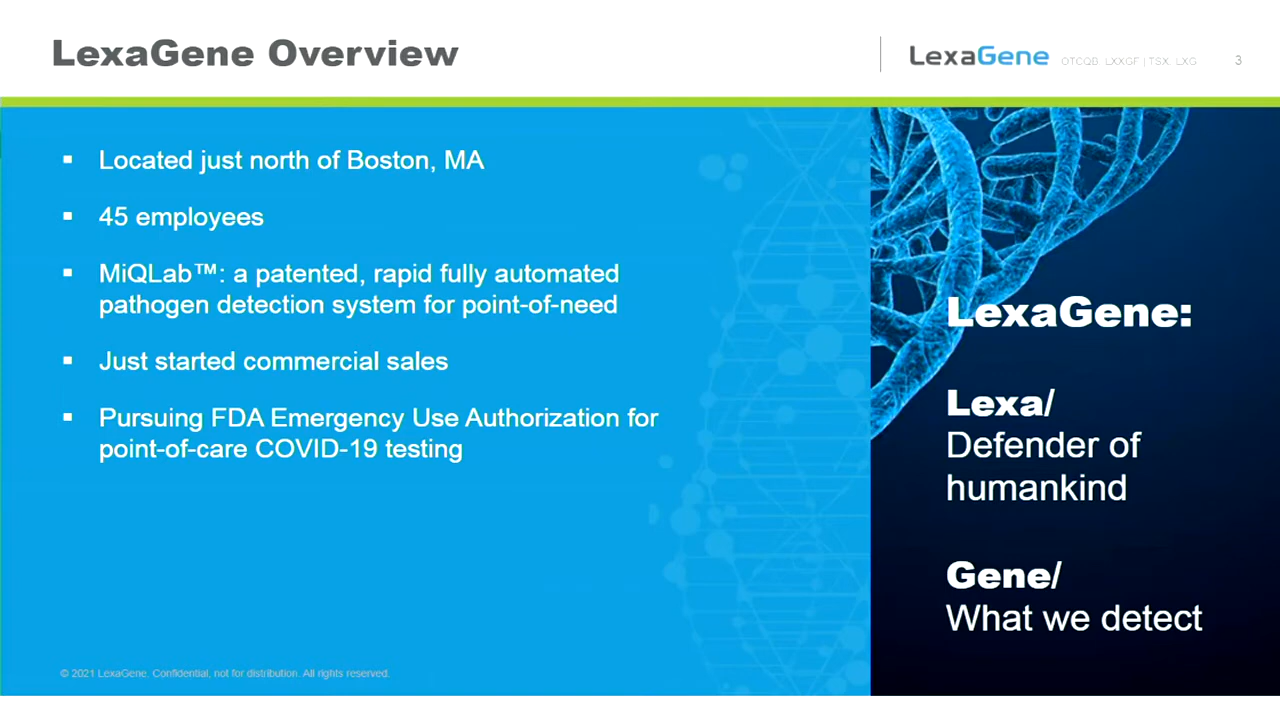 LexaGene Overview
LexaGene OTCQB: LXXGF | TSX: LXG 3
▪ Located just north of Boston, MA
▪ 45 employees
▪ MiQLab™: a patented, rapid fully automated
pathogen detection system for point-of-need
▪ Just started commercial sales
▪ Pursuing FDA Emergency Use Authorization for
point-of-care COVID-19 testing
LexaGene:
Lexa/
Defender of
humankind
Gene/
What we detect
© 2021 LexaGene. Confidential, not for distribution. All rights reserved.